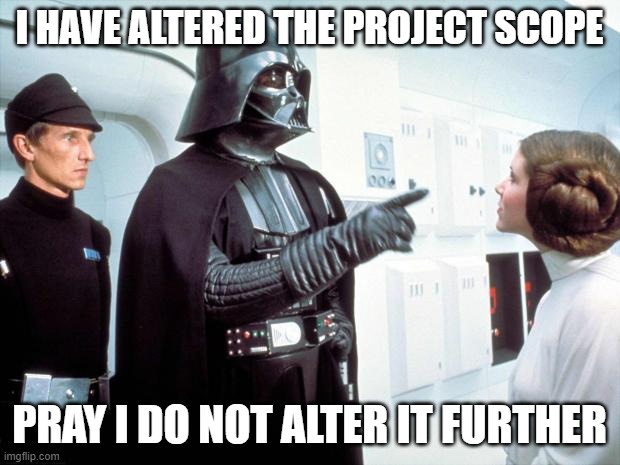 I HAVE ALTERED THE PROJECT SCOPE
PRAY I DO NOT ALTER IT FURTHER
imgflip.com